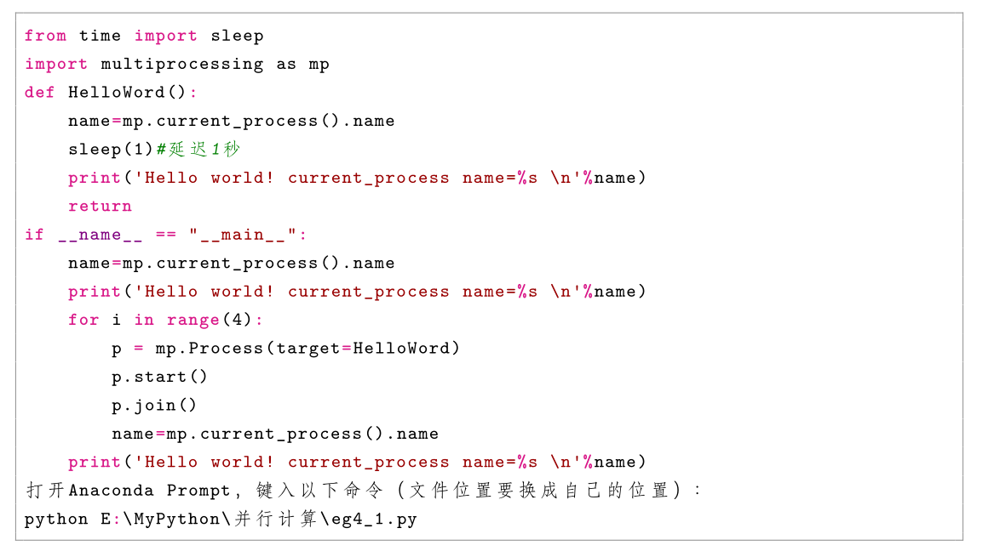 from time import sleep
import multiprocessing as mp
def HelloWord():
    name=mp.current_process().name
    sleep(1)#延迟1秒
    print('Hello world! current_process name=%s \n'%name)
    return
if __name__ == "__main__":
    name=mp.current_process().name
    print('Hello world! current_process name=%s \n'%name)
    for i in range(4):
        p = mp.Process(target=HelloWord)
        p.start()
        p.join()
        name=mp.current_process().name
    print('Hello world! current_process name=%s \n'%name)
打开Anaconda Prompt，键入以下命令（文件位置要换成自己的位置）：
python E:\MyPython\并行计算\eg4_1.py